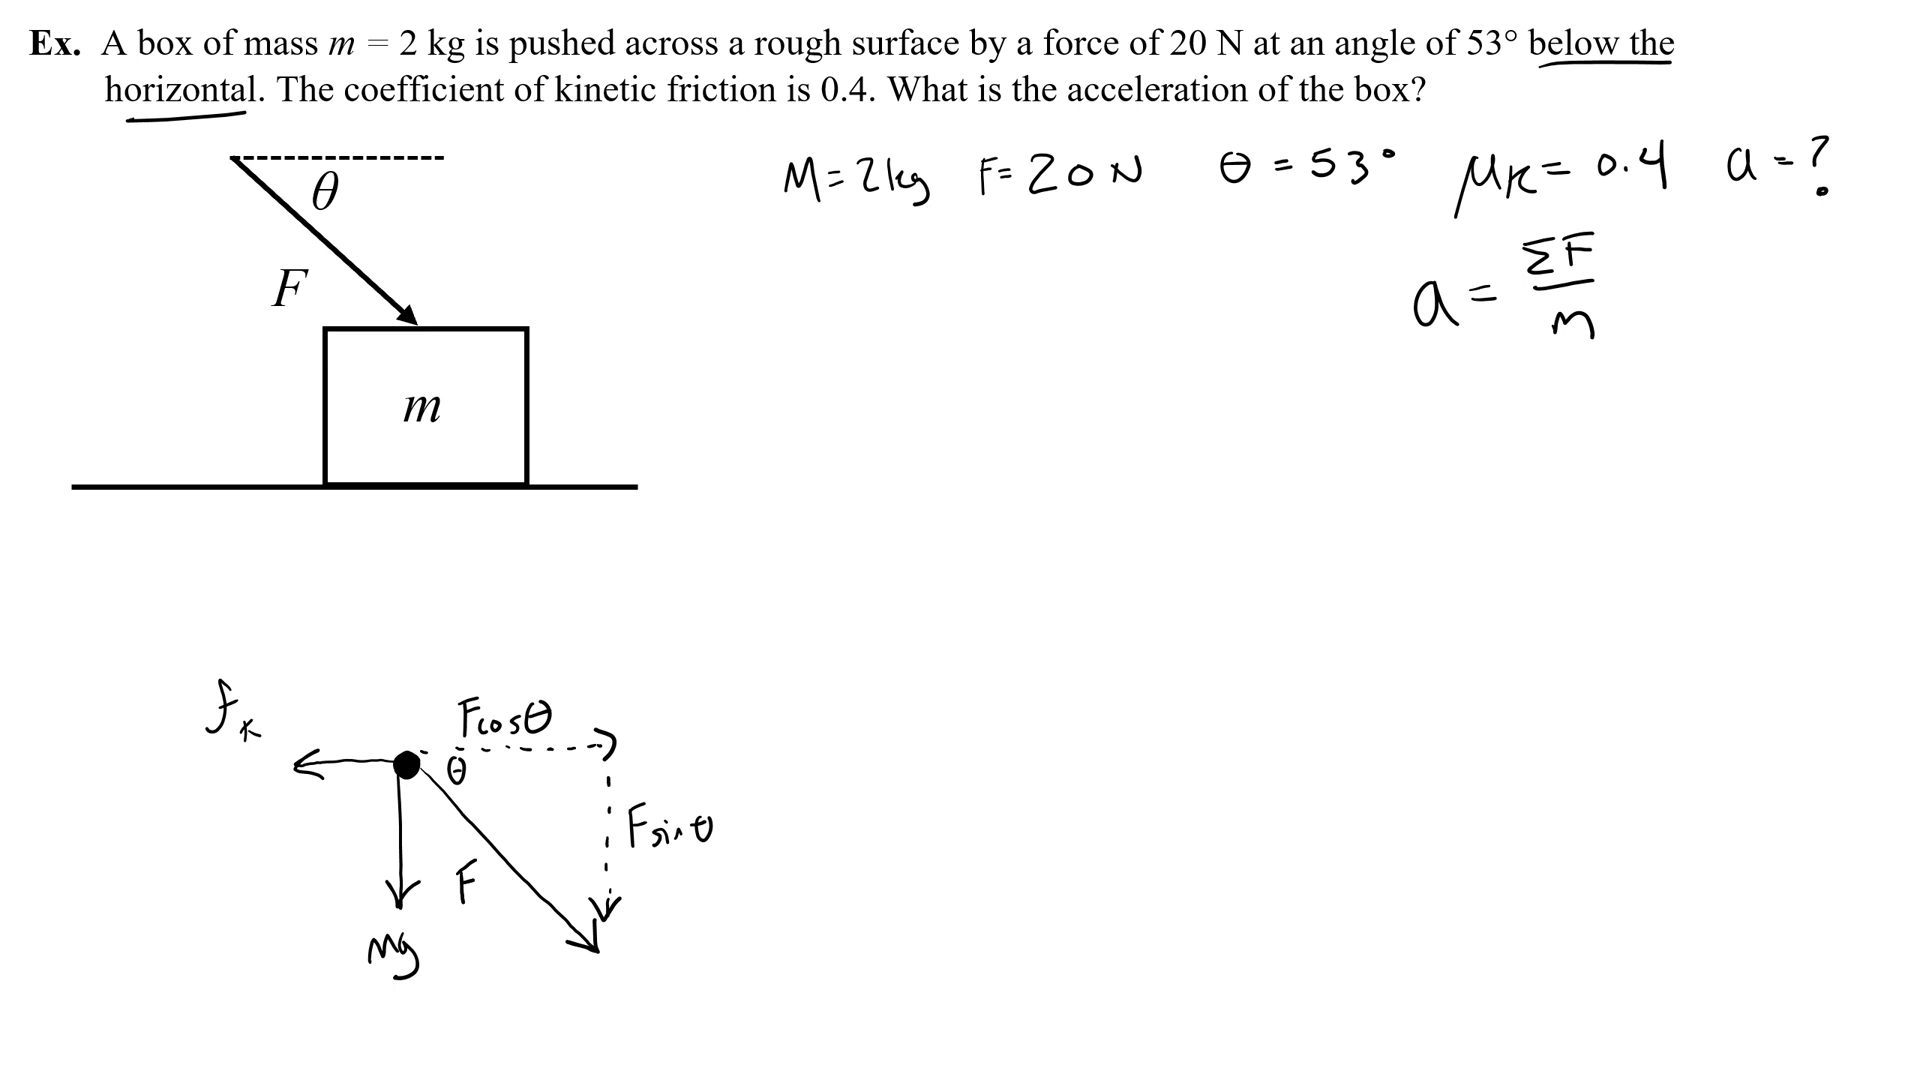 Ex. A box of mass m = 2 kg is pushed across a rough surface by a force of 20 N at an angle of 53° below the
horizontal. The coefficient of kinetic friction is 0.4. What is the acceleration of the box?
M=2kg F=20N θ=53° μK=0.4 a=?
a=ΣF/m
θ
F
m
fK
Fcosθ
θ
Fsinθ
F
mg